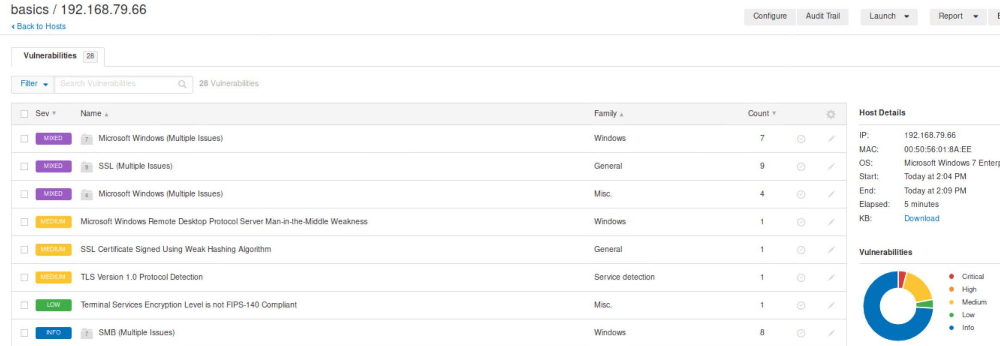 basics / 192.168.79.66
Configure Audit Trail Launch Report
Back to Hosts
Vulnerabilities 28
Filter Search Vulnerabilities 28 Vulnerabilities
Sev Name Family Count
MIXED 7 Microsoft Windows (Multiple Issues) Windows 7
MIXED 9 SSL (Multiple Issues) General 9
MIXED 4 Microsoft Windows (Multiple Issues) Misc. 4
MEDIUM Microsoft Windows Remote Desktop Protocol Server Man-in-the-Middle Weakness Windows 1
MEDIUM SSL Certificate Signed Using Weak Hashing Algorithm General 1
MEDIUM TLS Version 1.0 Protocol Detection Service detection 1
LOW Terminal Services Encryption Level is not FIPS-140 Compliant Misc. 1
INFO 7 SMB (Multiple Issues) Windows 8
Host Details
IP: 192.168.79.66
MAC: 00:50:56:01:8A:EE
OS: Microsoft Windows 7 Enterp
Start: Today at 2:04 PM
End: Today at 2:09 PM
Elapsed: 5 minutes
KB: Download
Vulnerabilities
Critical
High
Medium
Low
Info